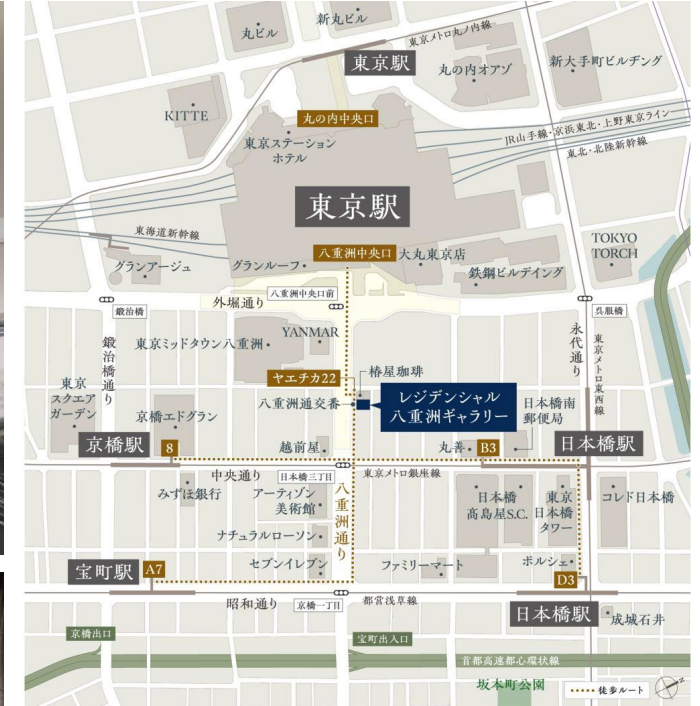 丸ビル
新丸ビル
東京メトロ丸ノ内線
東京駅
丸の内オアゾ
新大手町ビルヂング
KITTE
丸の内中央口
東京ステーション
ホテル
JR山手線・京浜東北・上野東京ライン
東北・北陸新幹線
東京駅
東海道新幹線
グランアージュ
グランルーフ
八重洲中央口
大丸東京店
鉄鋼ビルデイング
TOKYO
TORCH
外堀通り
八重洲中央口前
鍛治橋
呉服橋
鍛治橋通り
東京ミッドタウン八重洲
YANMAR
永代通り
東京メトロ東西線
ヤエチカ22
椿屋珈琲
東京
スクエア
ガーデン
京橋エドグラン
八重洲通交番
レジデンシャル
八重洲ギャラリー
日本橋南
郵便局
京橋駅
8
越前屋
丸善
B3
日本橋駅
中央通り
日本橋三丁目
東京メトロ銀座線
みずほ銀行
アーティゾン
美術館
八重洲通り
日本橋
髙島屋S.C.
東京
日本橋
タワー
コレド日本橋
ナチュラルローソン
セブンイレブン
ファミリーマート
ポルシェ
宝町駅
A7
D3
昭和通り
京橋一丁目
都営浅草線
日本橋駅
成城石井
京橋出口
宝町出入口
首都高速都心環状線
坂本町公園
徒歩ルート
N